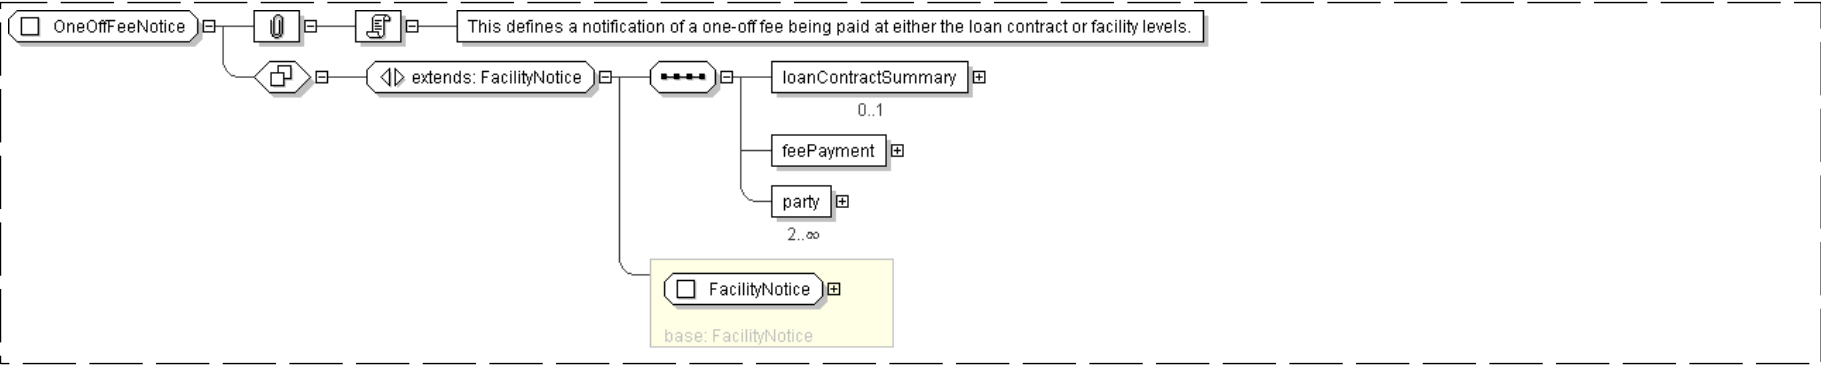 OneOffFeeNotice
This defines a notification of a one-off fee being paid at either the loan contract or facility levels.
extends: FacilityNotice
loanContractSummary
0..1
feePayment
party
2..∞
FacilityNotice
base: FacilityNotice